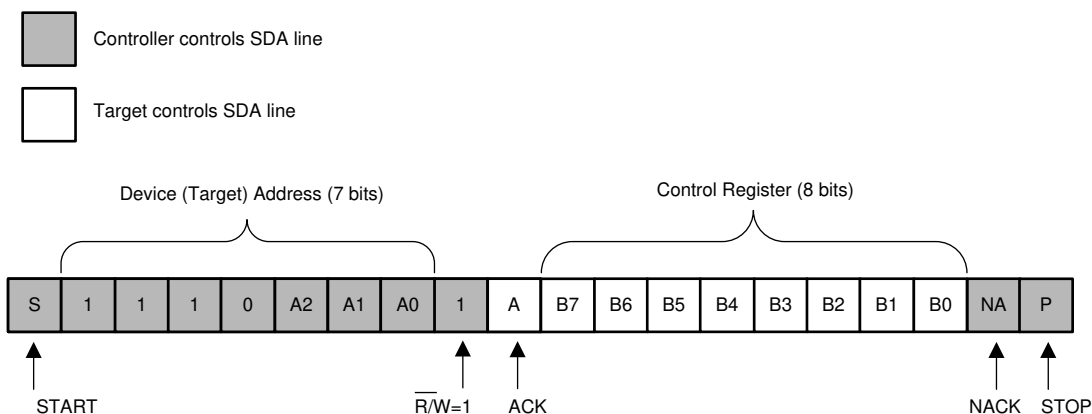 Controller controls SDA line
Target controls SDA line
Device (Target) Address (7 bits)
Control Register (8 bits)
S 1 1 1 0 A2 A1 A0 1 A B7 B6 B5 B4 B3 B2 B1 B0 NA P
START R/W=1 ACK NACK STOP